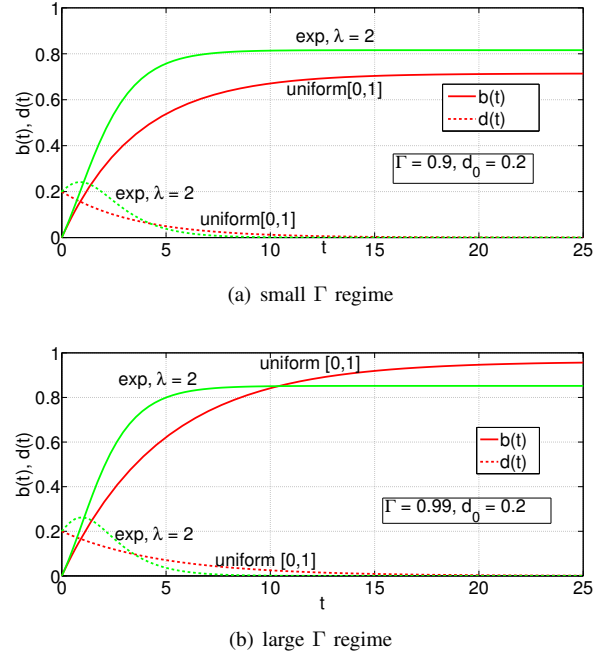 1
exp, λ = 2
0.8
uniform[0,1]
0.6
b(t)
d(t)
0.4
Γ = 0.9, d_0 = 0.2
exp, λ = 2
0.2
uniform[0,1]
0
0 5 10 15 20 25
t
b(t), d(t)
(a) small Γ regime
1
uniform [0,1]
exp, λ = 2
0.8
0.6
b(t)
d(t)
0.4
Γ = 0.99, d_0 = 0.2
exp, λ = 2
0.2
uniform [0,1]
0
0 5 10 15 20 25
t
b(t), d(t)
(b) large Γ regime